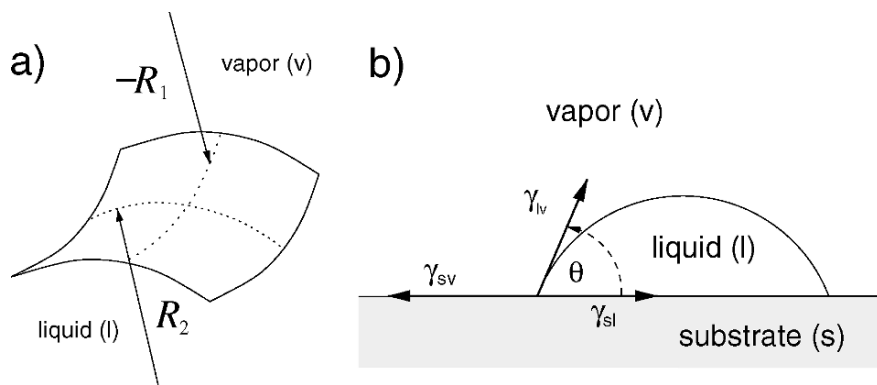 a)
vapor (v)
−R₁
liquid (l)
R₂
b)
vapor (v)
γlv
liquid (l)
θ
γsv
γsl
substrate (s)